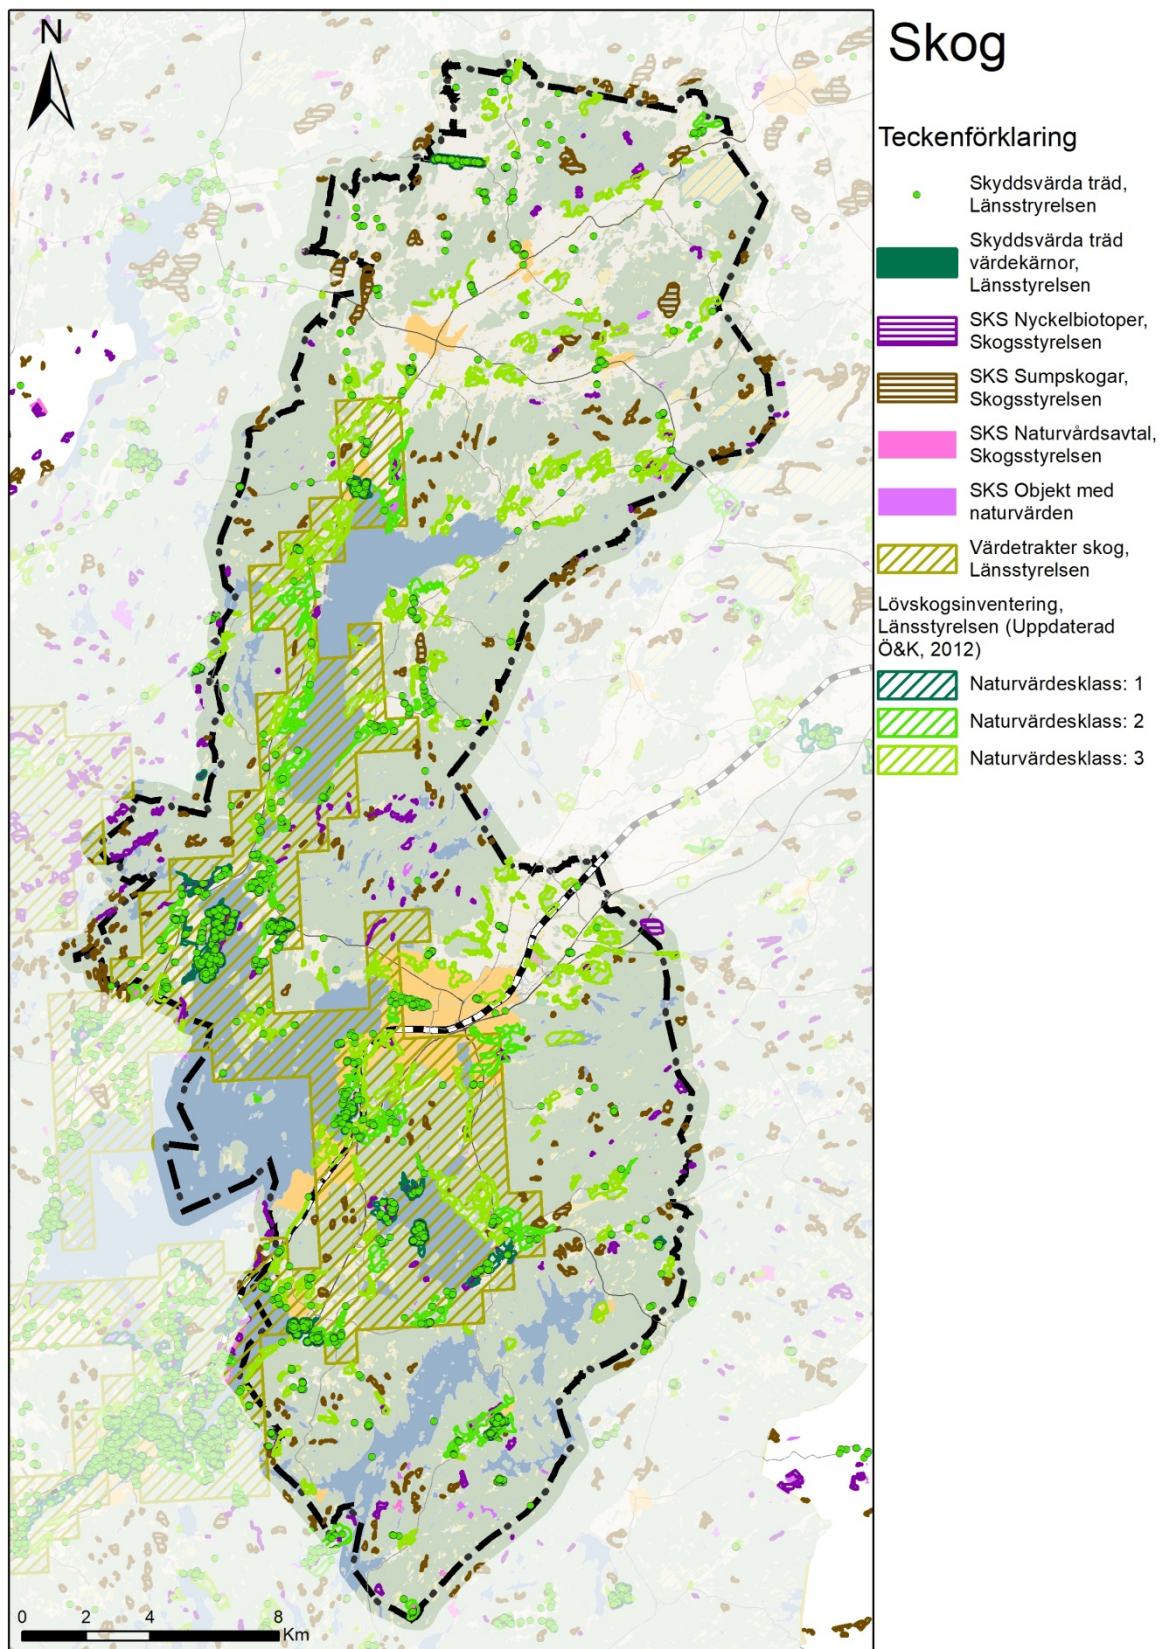 Skog
N
Teckenförklaring
Skyddsvärda träd,
Länsstryrelsen
Skyddsvärda träd
värdekärnor,
Länsstyrelsen
SKS Nyckelbiotoper,
Skogsstyrelsen
SKS Sumpskogar,
Skogsstyrelsen
SKS Naturvårdsavtal,
Skogsstyrelsen
SKS Objekt med
naturvärden
Värdetrakter skog,
Länsstyrelsen
Lövskogsinventering,
Länsstyrelsen (Uppdaterad
Ö&K, 2012)
Naturvärdesklass: 1
Naturvärdesklass: 2
Naturvärdesklass: 3
0 2 4 8
Km